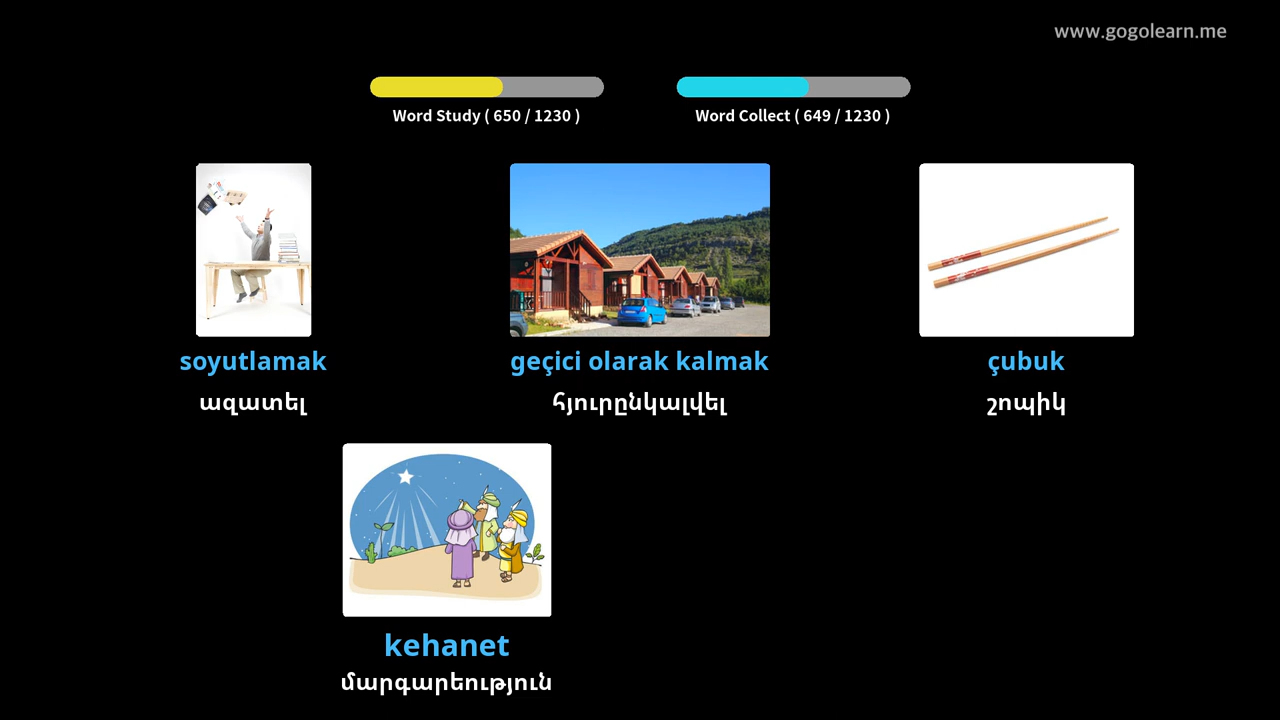 www.gogolearn.me
Word Study ( 650 / 1230 )
Word Collect ( 649 / 1230 )
soyutlamak
ազատել
geçici olarak kalmak
հյուրընկալվել
çubuk
շոպիկ
kehanet
մարգարեություն